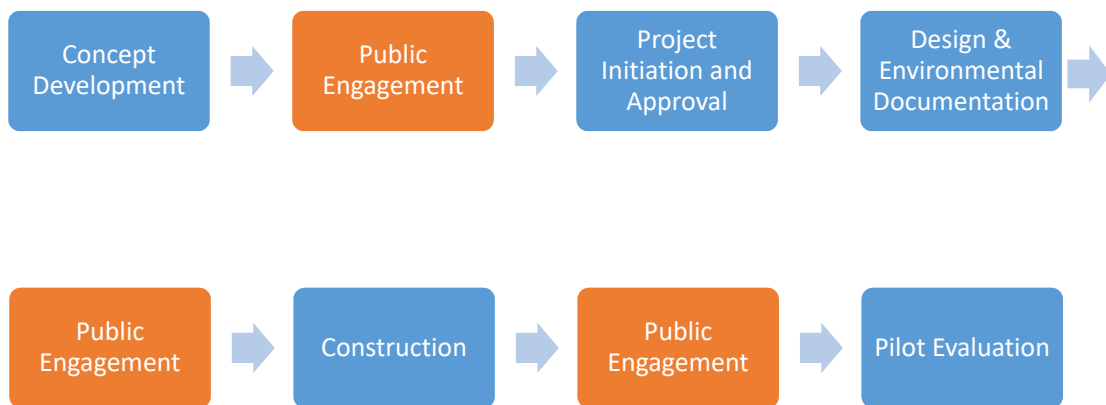 Concept
Development
Public
Engagement
Project
Initiation and
Approval
Design &
Environmental
Documentation
Public
Engagement
Construction
Public
Engagement
Pilot Evaluation